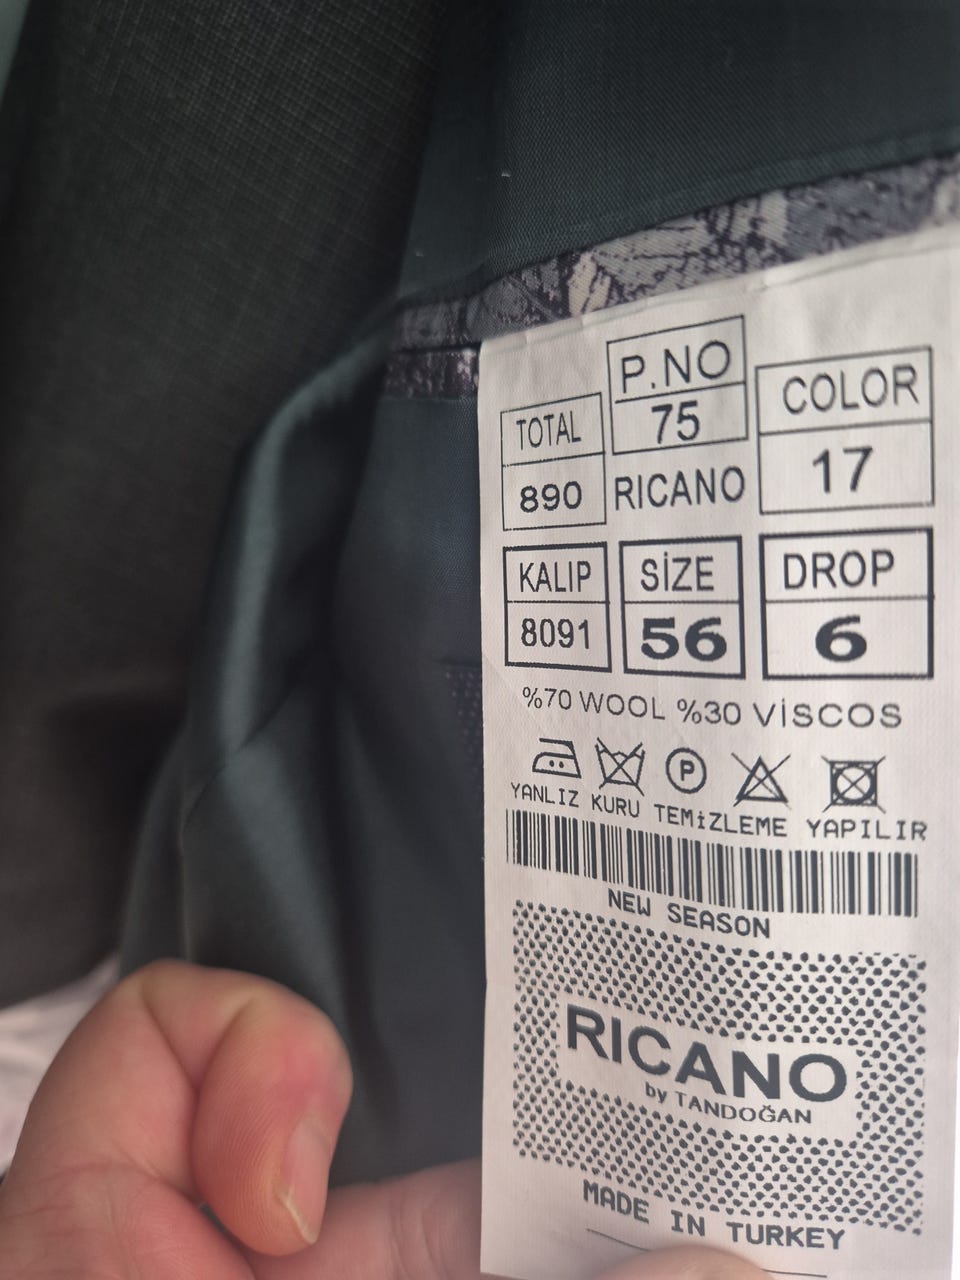 P.NO
75
TOTAL
890
RICANO
COLOR
17
KALIP
8091
SİZE
56
DROP
6
%70 WOOL %30 VİSCOS
P
YANLIZ KURU TEMİZLEME YAPILIR
NEW SEASON
RICANO
by TANDOĞAN
MADE IN TURKEY